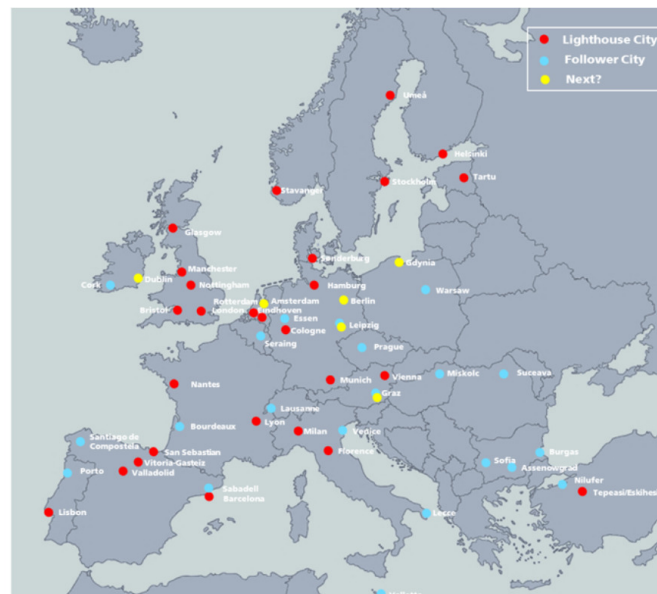 Lighthouse City
Follower City
Next?
Umeå
Helsinki
Tartu
Stockholm
Stavanger
Glasgow
Sonderburg
Gdynia
Manchester
Dublin
Cork
Nottingham
Hamburg
Warsaw
Rotterdam
Amsterdam
Berlin
Bristol
London
Eindhoven
Essen
Leipzig
Cologne
Seraing
Prague
Nantes
Munich
Vienna
Miskolc
Suceava
Graz
Lausanne
Bourdeaux
Lyon
Milan
Venice
Santiago de
Compostela
San Sebastian
Florence
Burgas
Vitoria-Gasteiz
Sofia
Assenowgrad
Porto
Valladolid
Sabadell
Nilufer
Barcelona
Tepeasi/Eskihes
Lisbon
Lecce